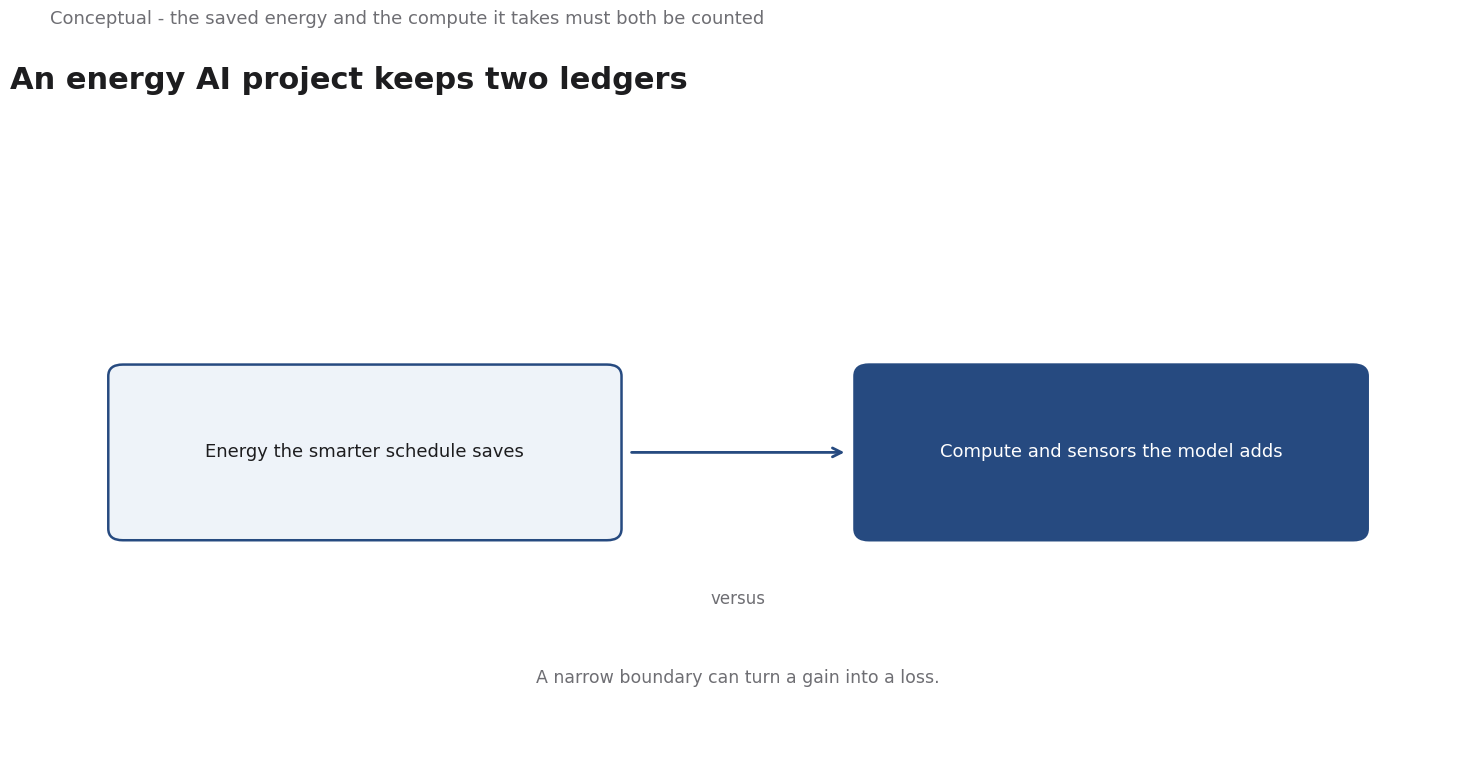 Conceptual - the saved energy and the compute it takes must both be counted
An energy AI project keeps two ledgers
Energy the smarter schedule saves
Compute and sensors the model adds
versus
A narrow boundary can turn a gain into a loss.